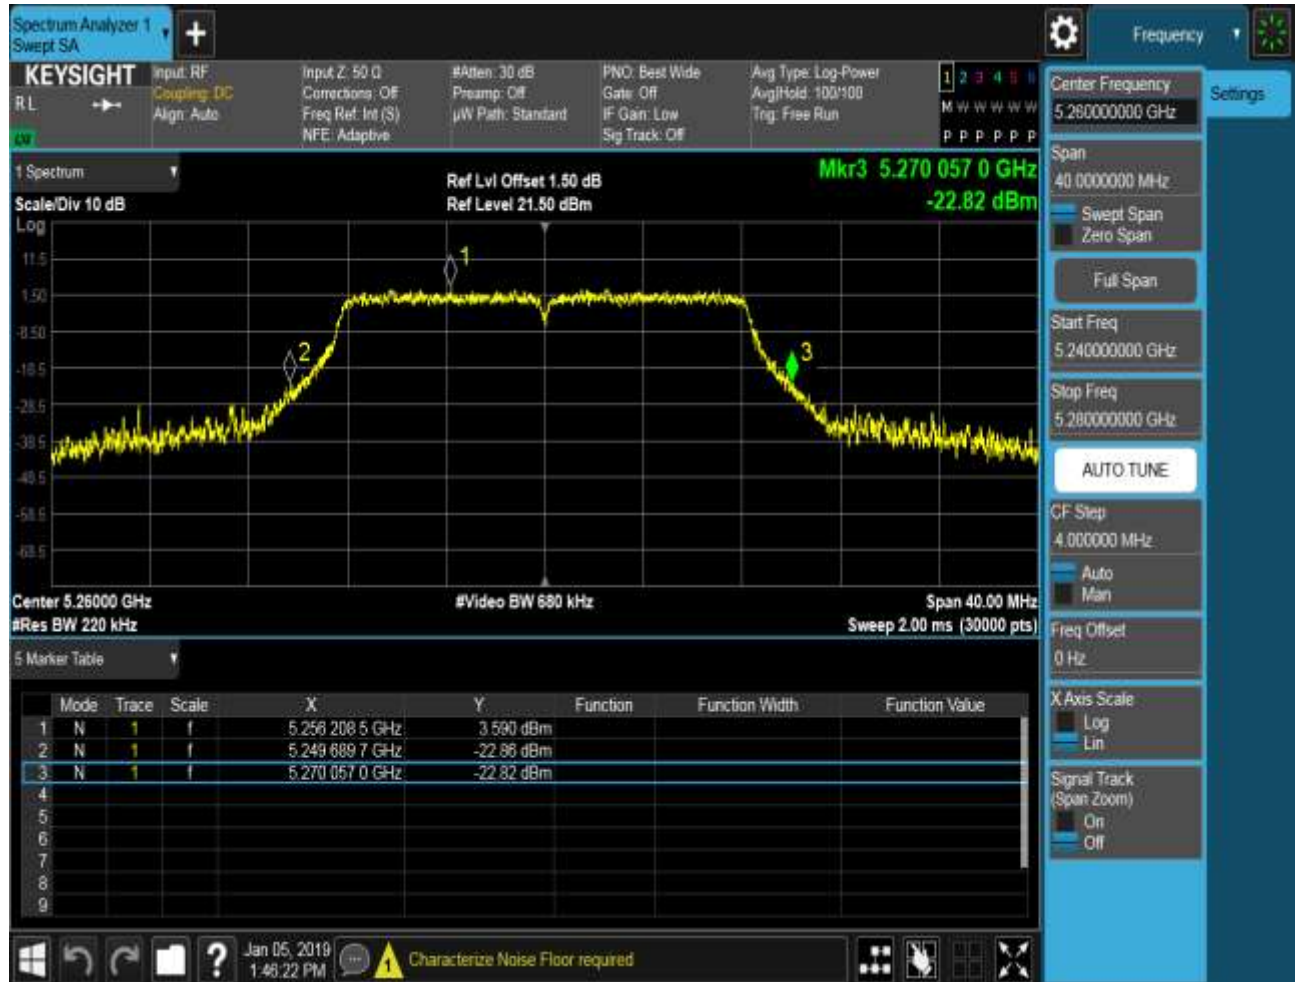 Spectrum Analyzer 1
Swept SA
+
Frequency
KEYSIGHT
R L
Input: RF
Coupling: DC
Align: Auto
Input Z: 50 Ω
Corrections: Off
Freq Ref: Int (S)
NFE: Adaptive
#Atten: 30 dB
Preamp: Off
µW Path: Standard
PNO: Best Wide
Gate: Off
IF Gain: Low
Sig Track: Off
Avg Type: Log-Power
Avg|Hold: 100/100
Trig: Free Run
1 2 3 4 5 6
M W W W W W
P P P P P P
1 Spectrum
Scale/Div 10 dB
Ref Lvl Offset 1.50 dB
Ref Level 21.50 dBm
Mkr3 5.270 057 0 GHz
-22.82 dBm
Log
11.5
1.50
-8.50
-18.5
-28.5
-38.5
-48.5
-58.5
-68.5
1
2
3
Center 5.26000 GHz
#Video BW 680 kHz
Span 40.00 MHz
#Res BW 220 kHz
Sweep 2.00 ms (30000 pts)
5 Marker Table
Mode Trace Scale X Y Function Function Width Function Value
1 N 1 f 5.256 208 5 GHz 3.590 dBm
2 N 1 f 5.249 689 7 GHz -22.86 dBm
3 N 1 f 5.270 057 0 GHz -22.82 dBm
4
5
6
7
8
9
?
Jan 05, 2019
1:46:22 PM
1
Characterize Noise Floor required
Settings
Center Frequency
5.260000000 GHz
Span
40.0000000 MHz
Swept Span
Zero Span
Full Span
Start Freq
5.240000000 GHz
Stop Freq
5.280000000 GHz
AUTO TUNE
CF Step
4.000000 MHz
Auto
Man
Freq Offset
0 Hz
X Axis Scale
Log
Lin
Signal Track
(Span Zoom)
On
Off